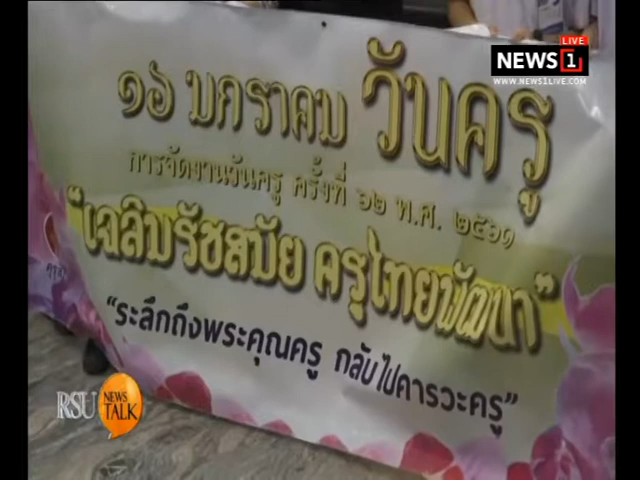 LIVE
NEWS 1
WWW.NEWS1LIVE.COM
๑๖ มกราคม วันครู
การจัดงานวันครู ครั้งที่ ๖๒ พ.ศ. ๒๕๖๑
"เฉลิมรัชสมัย ครูไทยพัฒนา"
"ระลึกถึงพระคุณครู กลับไปคารวะครู"
RSU NEWS TALK